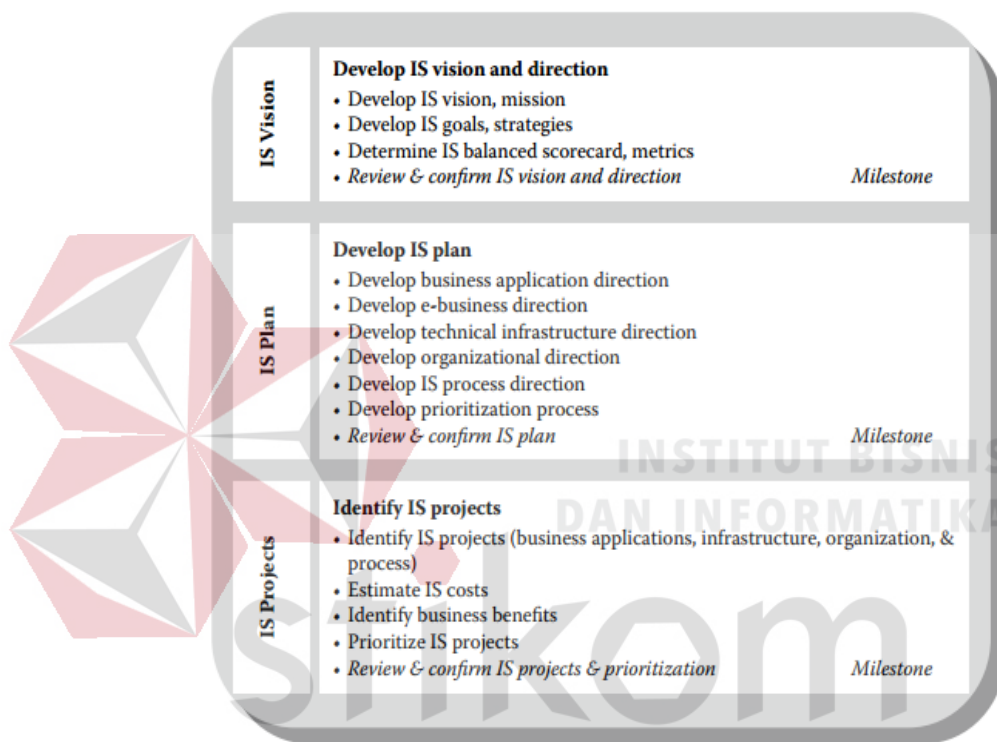 IS Vision
Develop IS vision and direction
• Develop IS vision, mission
• Develop IS goals, strategies
• Determine IS balanced scorecard, metrics
• Review & confirm IS vision and direction Milestone
IS Plan
Develop IS plan
• Develop business application direction
• Develop e-business direction
• Develop technical infrastructure direction
• Develop organizational direction
• Develop IS process direction
• Develop prioritization process
• Review & confirm IS plan Milestone
INSTITUT BISNIS
DAN INFORMATIKA
IS Projects
Identify IS projects
• Identify IS projects (business applications, infrastructure, organization, &
process)
• Estimate IS costs
• Identify business benefits
• Prioritize IS projects
• Review & confirm IS projects & prioritization Milestone
stikom